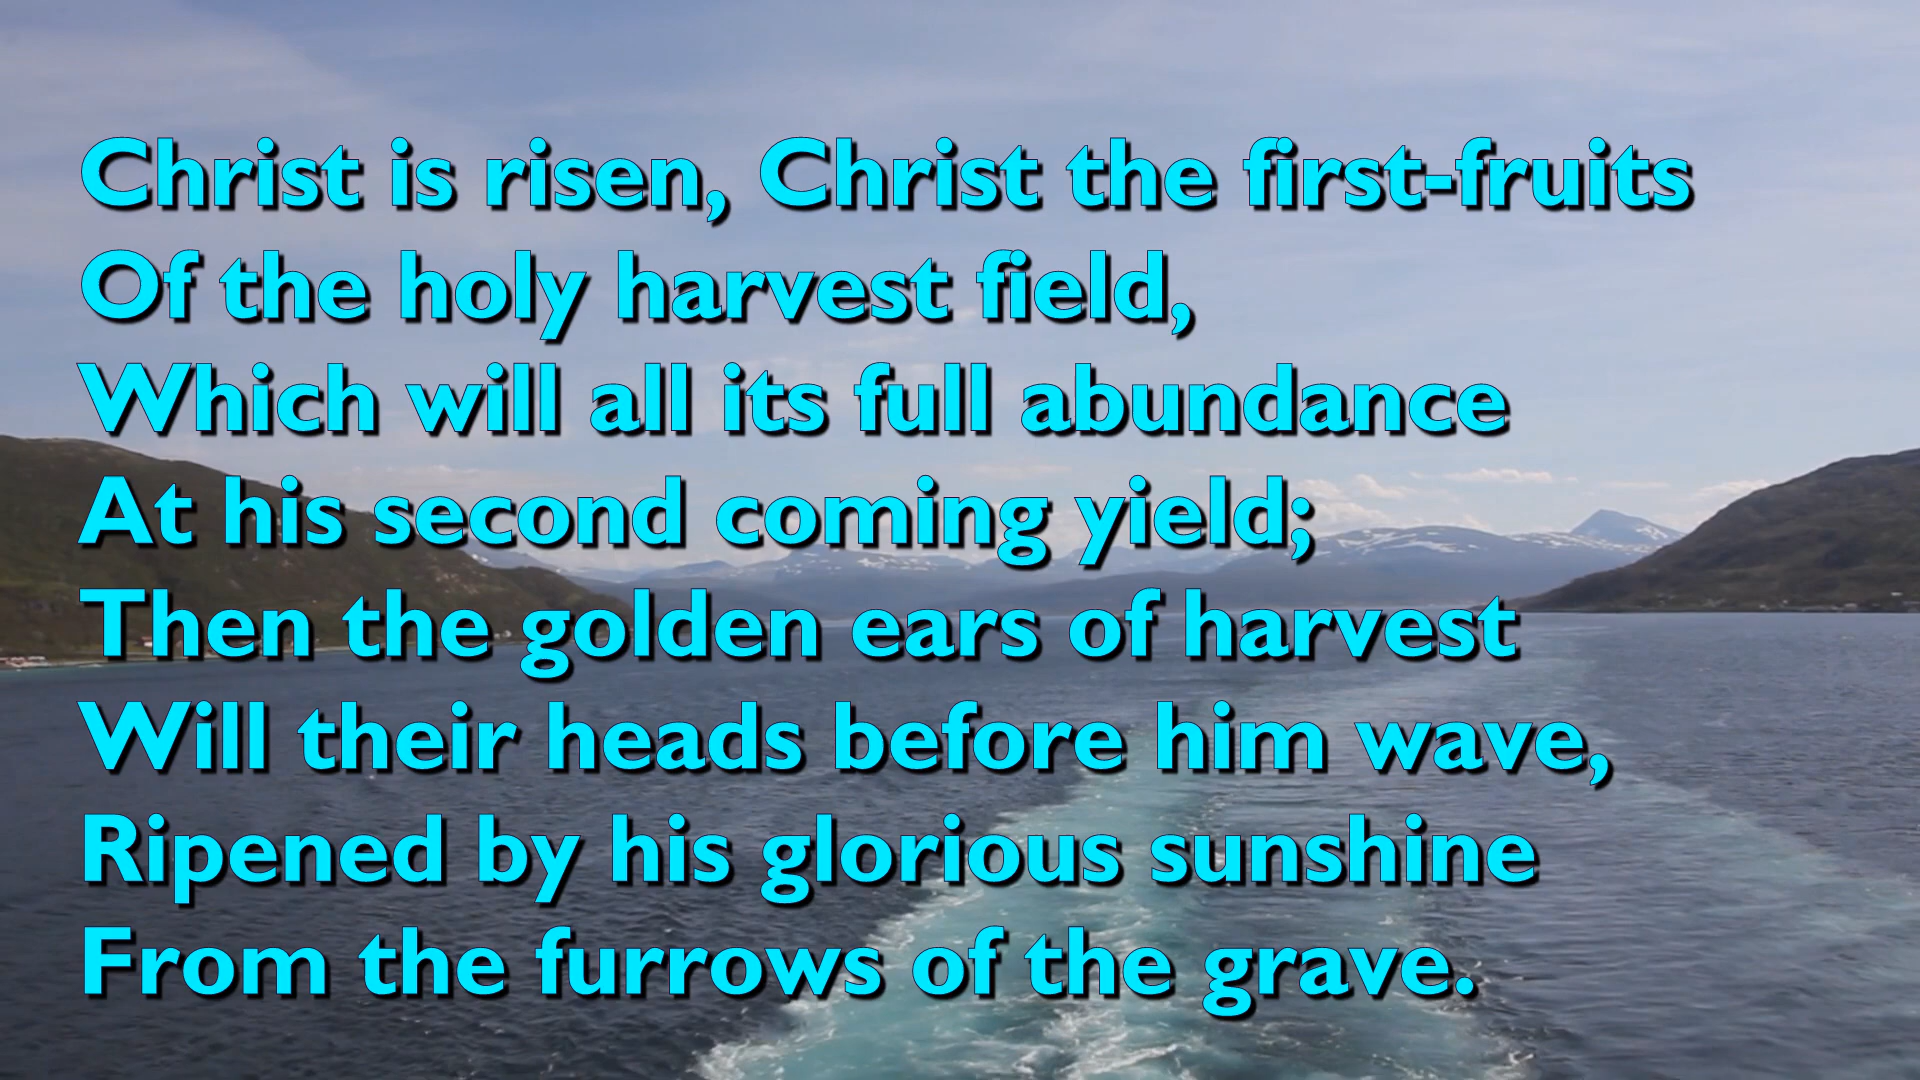 Christ is risen, Christ the first-fruits
Of the holy harvest field,
Which will all its full abundance
At his second coming yield;
Then the golden ears of harvest
Will their heads before him wave,
Ripened by his glorious sunshine
From the furrows of the grave.